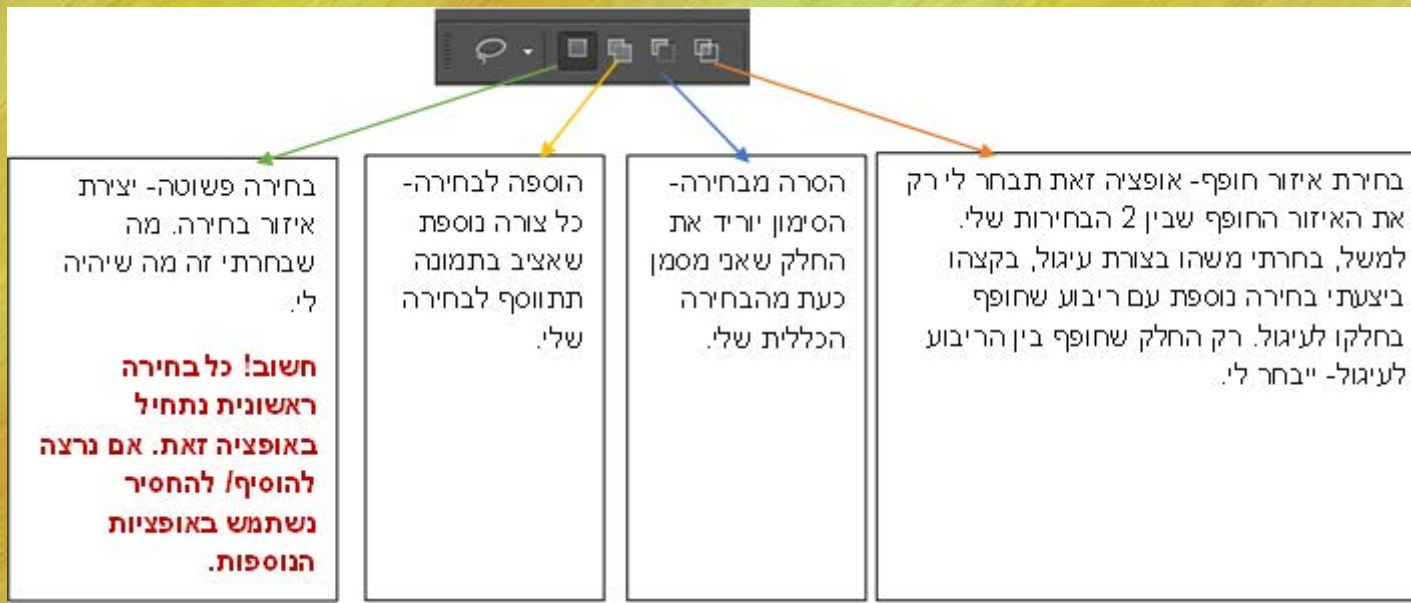 בחירת איזור חופף- אופציה זאת תבחר לי רק
את האיזור החופף שבין 2 הבחירות שלי.
למשל, בחרתי משהו בצורת עיגול, בקצהו
ביצעתי בחירה נוספת עם ריבוע שחופף
בחלקו לעיגול. רק החלק שחופף בין הריבוע
לעיגול- ייבחר לי.
הסרה מבחירה-
הסימון יוריד את
החלק שאני מסמן
כעת מהבחירה
הכללית שלי.
הוספה לבחירה-
כל צורה נוספת
שאציב בתמונה
תתווסף לבחירה
שלי.
בחירה פשוטה- יצירת
איזור בחירה. מה
שבחרתי זה מה שיהיה
לי.
חשוב! כל בחירה
ראשונית נתחיל
באופציה זאת. אם נרצה
להוסיף/ להחסיר
נשתמש באופציות
הנוספות.